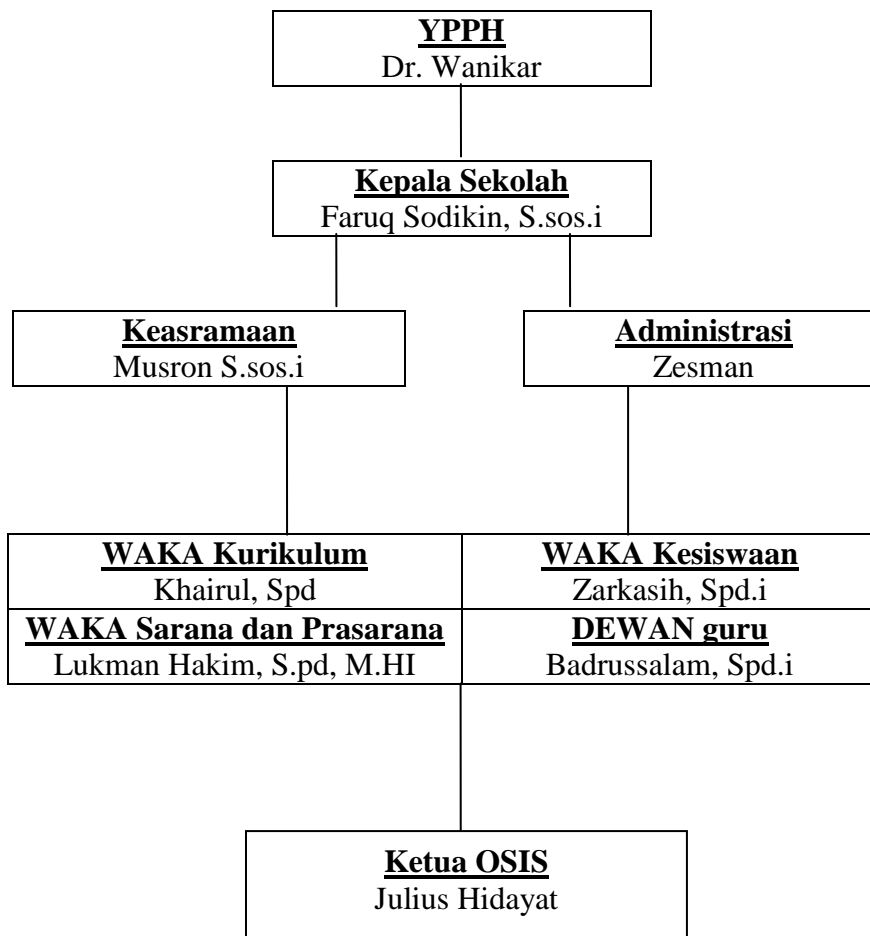 YPPH
Dr. Wanikar
Kepala Sekolah
Faruq Sodikin, S.sos.i
Keasramaan
Musron S.sos.i
Administrasi
Zesman
WAKA Kurikulum
Khairul, Spd
WAKA Kesiswaan
Zarkasih, Spd.i
WAKA Sarana dan Prasarana
Lukman Hakim, S.pd, M.HI
DEWAN guru
Badrussalam, Spd.i
Ketua OSIS
Julius Hidayat